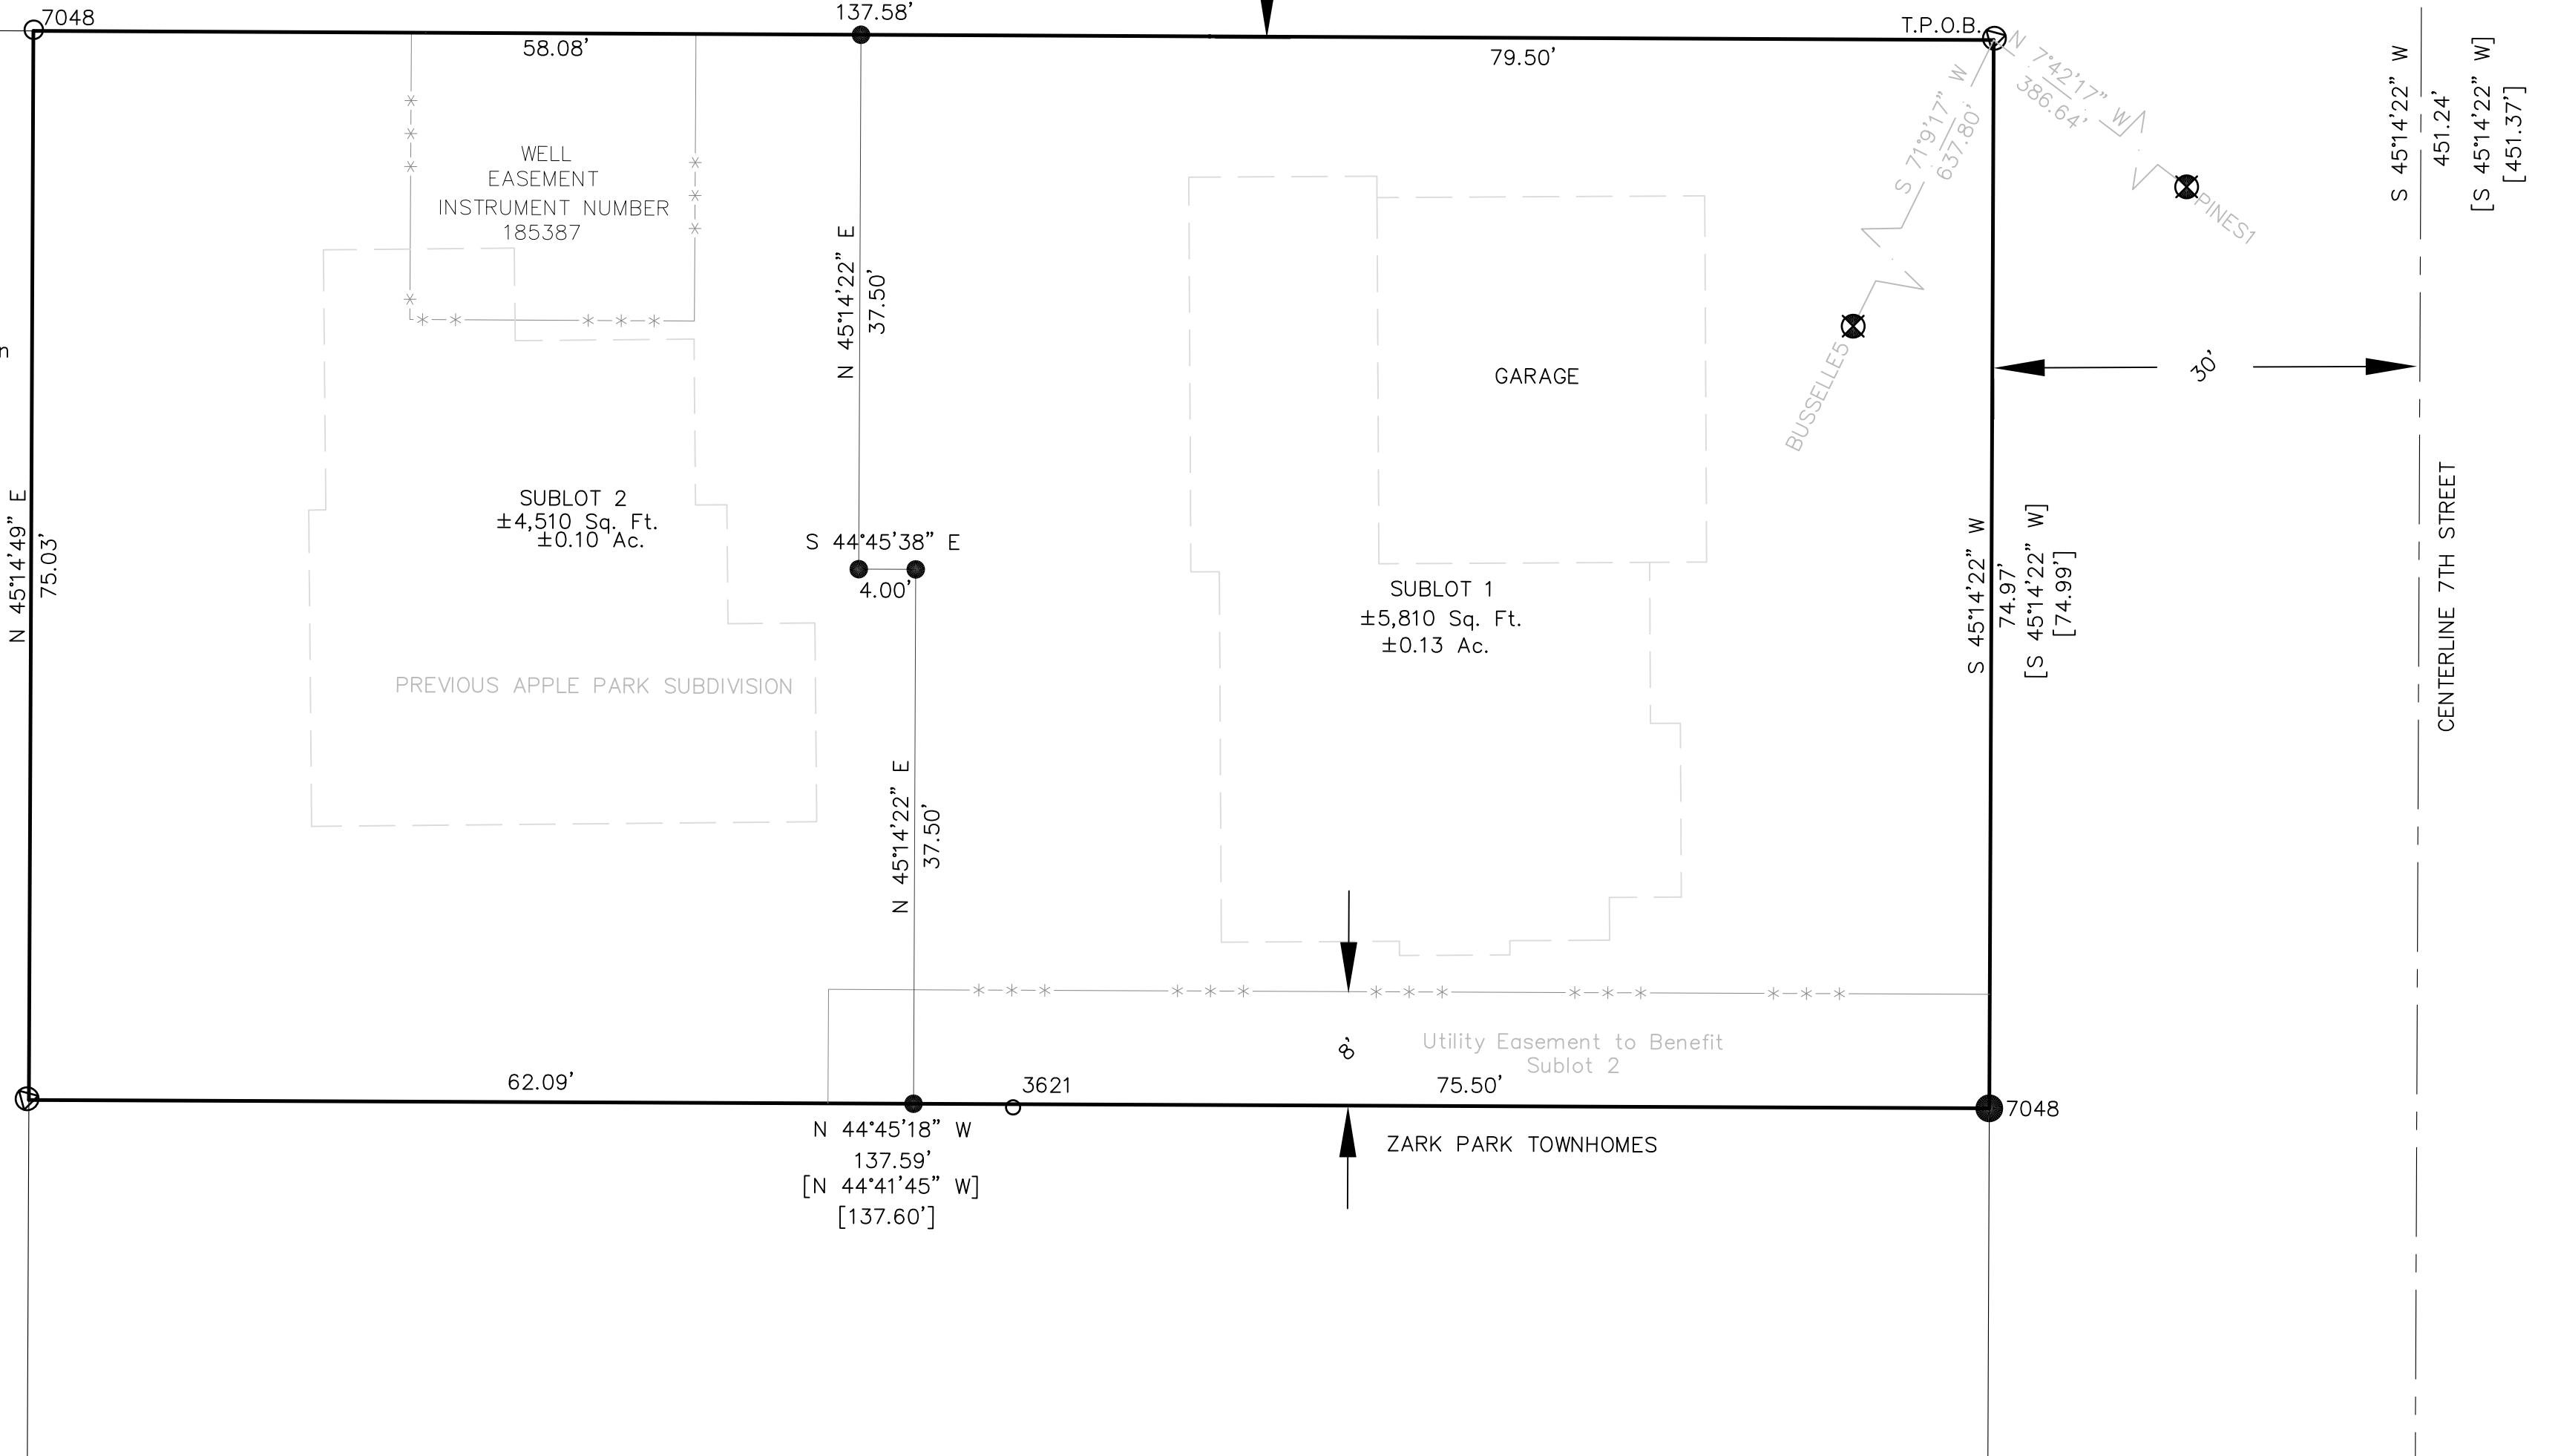 7048
137.58'
T.P.O.B.
58.08'
79.50'
N 7°42'17" W
386.64'
PINES1
S 71°9'17" W
637.80'
BUSSELLE5
S 45°14'22" W
451.24'
[S 45°14'22" W]
[451.37']
WELL
EASEMENT
INSTRUMENT NUMBER
185387
N 45°14'22" E
37.50'
GARAGE
30'
n
N 45°14'49" E
75.03'
SUBLOT 2
±4,510 Sq. Ft.
±0.10 Ac.
S 44°45'38" E
4.00'
SUBLOT 1
±5,810 Sq. Ft.
±0.13 Ac.
S 45°14'22" W
74.97'
[S 45°14'22" W]
[74.99']
CENTERLINE 7TH STREET
PREVIOUS APPLE PARK SUBDIVISION
N 45°14'22" E
37.50'
8'
Utility Easement to Benefit
Sublot 2
62.09'
3621
75.50'
7048
N 44°45'18" W
137.59'
[N 44°41'45" W]
[137.60']
ZARK PARK TOWNHOMES